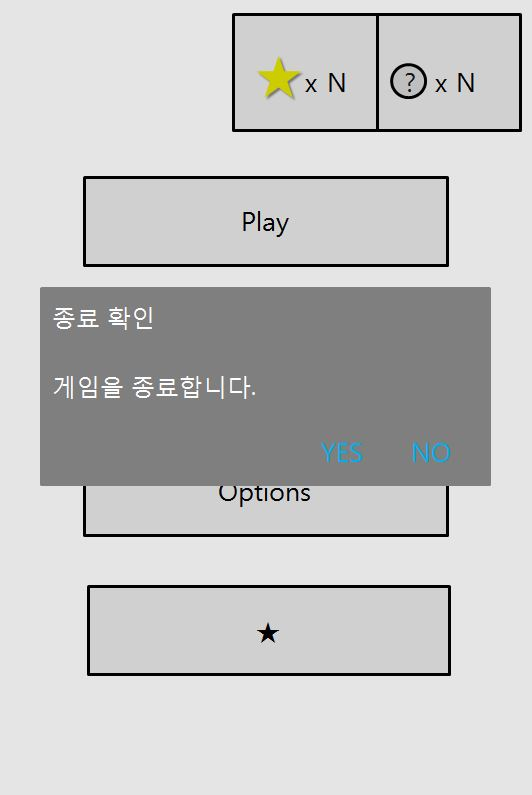 ★ x N
? x N
Play
종료 확인
게임을 종료합니다.
YES NO
Options
★